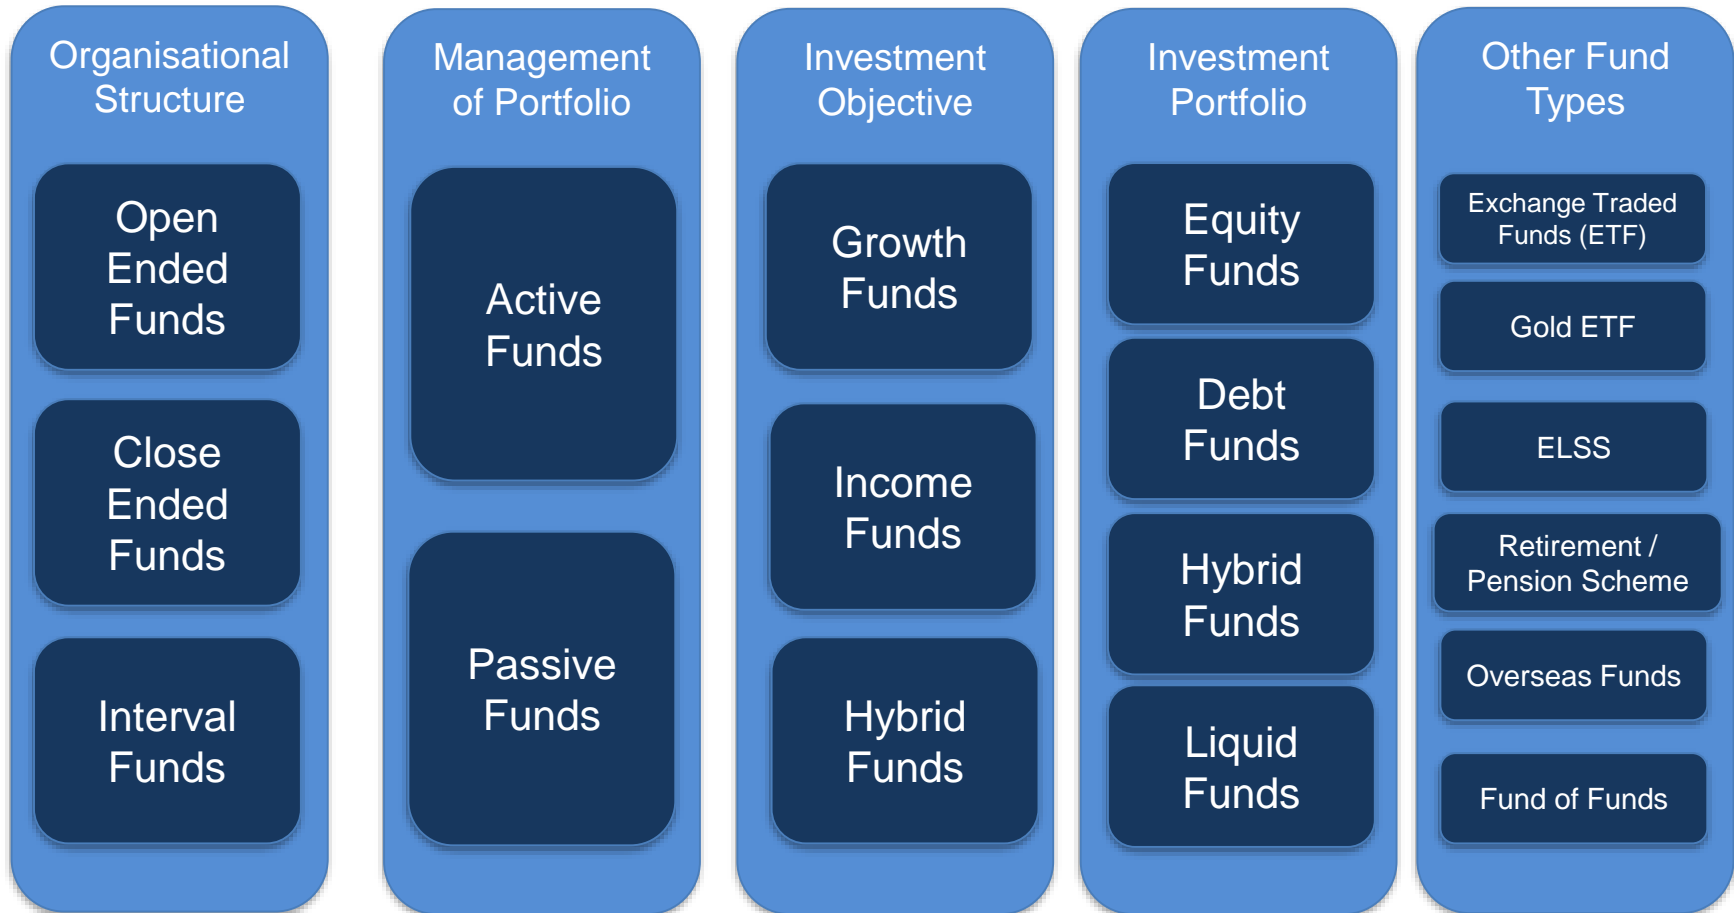 Organisational
Structure
Open
Ended
Funds
Close
Ended
Funds
Interval
Funds
Management
of Portfolio
Active
Funds
Passive
Funds
Investment
Objective
Growth
Funds
Income
Funds
Hybrid
Funds
Investment
Portfolio
Equity
Funds
Debt
Funds
Hybrid
Funds
Liquid
Funds
Other Fund
Types
Exchange Traded
Funds (ETF)
Gold ETF
ELSS
Retirement /
Pension Scheme
Overseas Funds
Fund of Funds